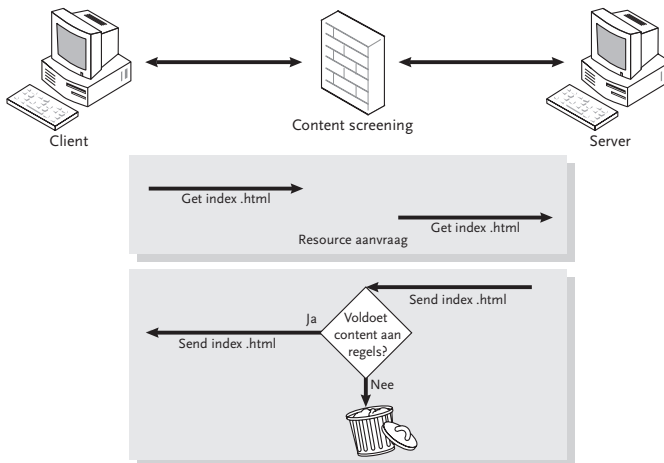 Client
Content screening
Server
Get index .html
Get index .html
Resource aanvraag
Send index .html
Ja
Voldoet
content aan
regels?
Send index .html
Nee